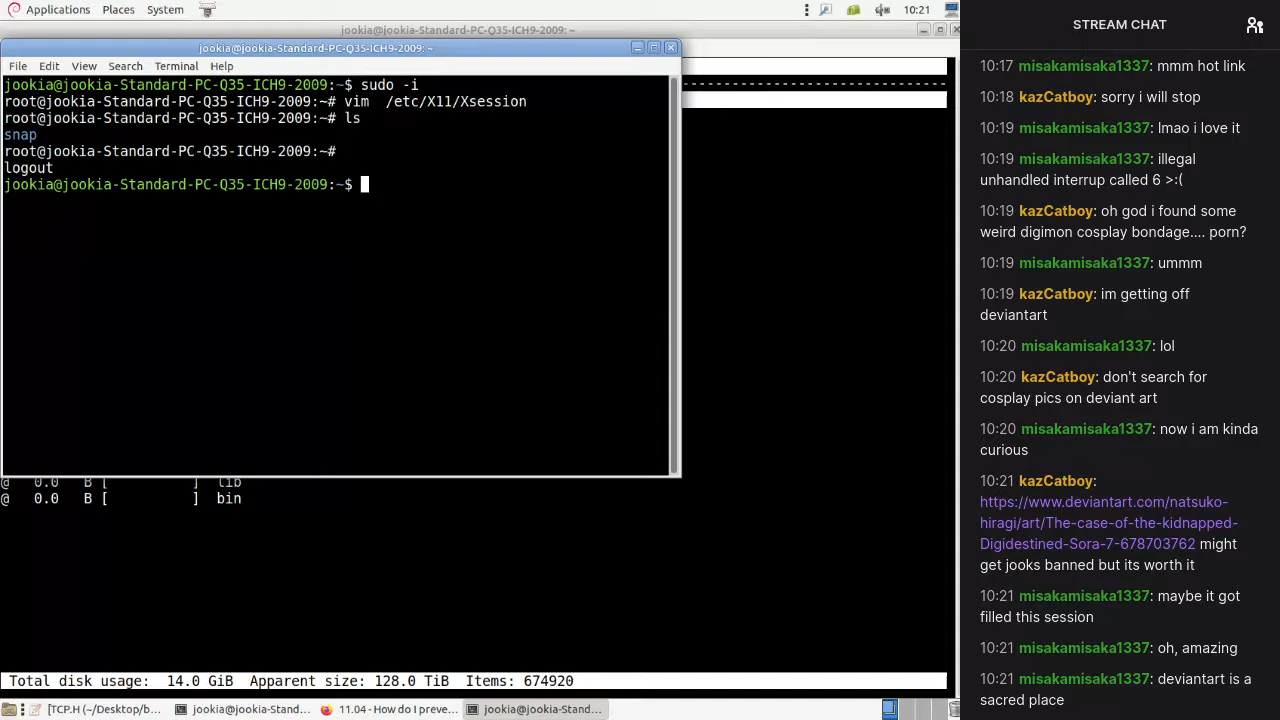 Applications Places System 10:21
jookia@jookia-Standard-PC-Q35-ICH9-2009: ~
jookia@jookia-Standard-PC-Q35-ICH9-2009: ~
File Edit View Search Terminal Help
jookia@jookia-Standard-PC-Q35-ICH9-2009:~$ sudo -i
root@jookia-Standard-PC-Q35-ICH9-2009:~# vim  /etc/X11/Xsession
root@jookia-Standard-PC-Q35-ICH9-2009:~# ls
snap
root@jookia-Standard-PC-Q35-ICH9-2009:~#
logout
jookia@jookia-Standard-PC-Q35-ICH9-2009:~$
@ 0.0 B [ ] lib
@ 0.0 B [ ] bin
Total disk usage: 14.0 GiB Apparent size: 128.0 TiB Items: 674920
[TCP.H (~/Desktop/b... jookia@jookia-Stand... 11.04 - How do I preve... jookia@jookia-Stand...
STREAM CHAT
10:17 misakamisaka1337: mmm hot link
10:18 kazCatboy: sorry i will stop
10:19 misakamisaka1337: lmao i love it
10:19 misakamisaka1337: illegal
unhandled interrup called 6 >:(
10:19 kazCatboy: oh god i found some
weird digimon cosplay bondage.... porn?
10:19 misakamisaka1337: ummm
10:19 kazCatboy: im getting off
deviantart
10:20 misakamisaka1337: lol
10:20 kazCatboy: don't search for
cosplay pics on deviant art
10:20 misakamisaka1337: now i am kinda
curious
10:21 kazCatboy:
https://www.deviantart.com/natsuko-
hiragi/art/The-case-of-the-kidnapped-
Digidestined-Sora-7-678703762 might
get jooks banned but its worth it
10:21 misakamisaka1337: maybe it got
filled this session
10:21 misakamisaka1337: oh, amazing
10:21 misakamisaka1337: deviantart is a
sacred place